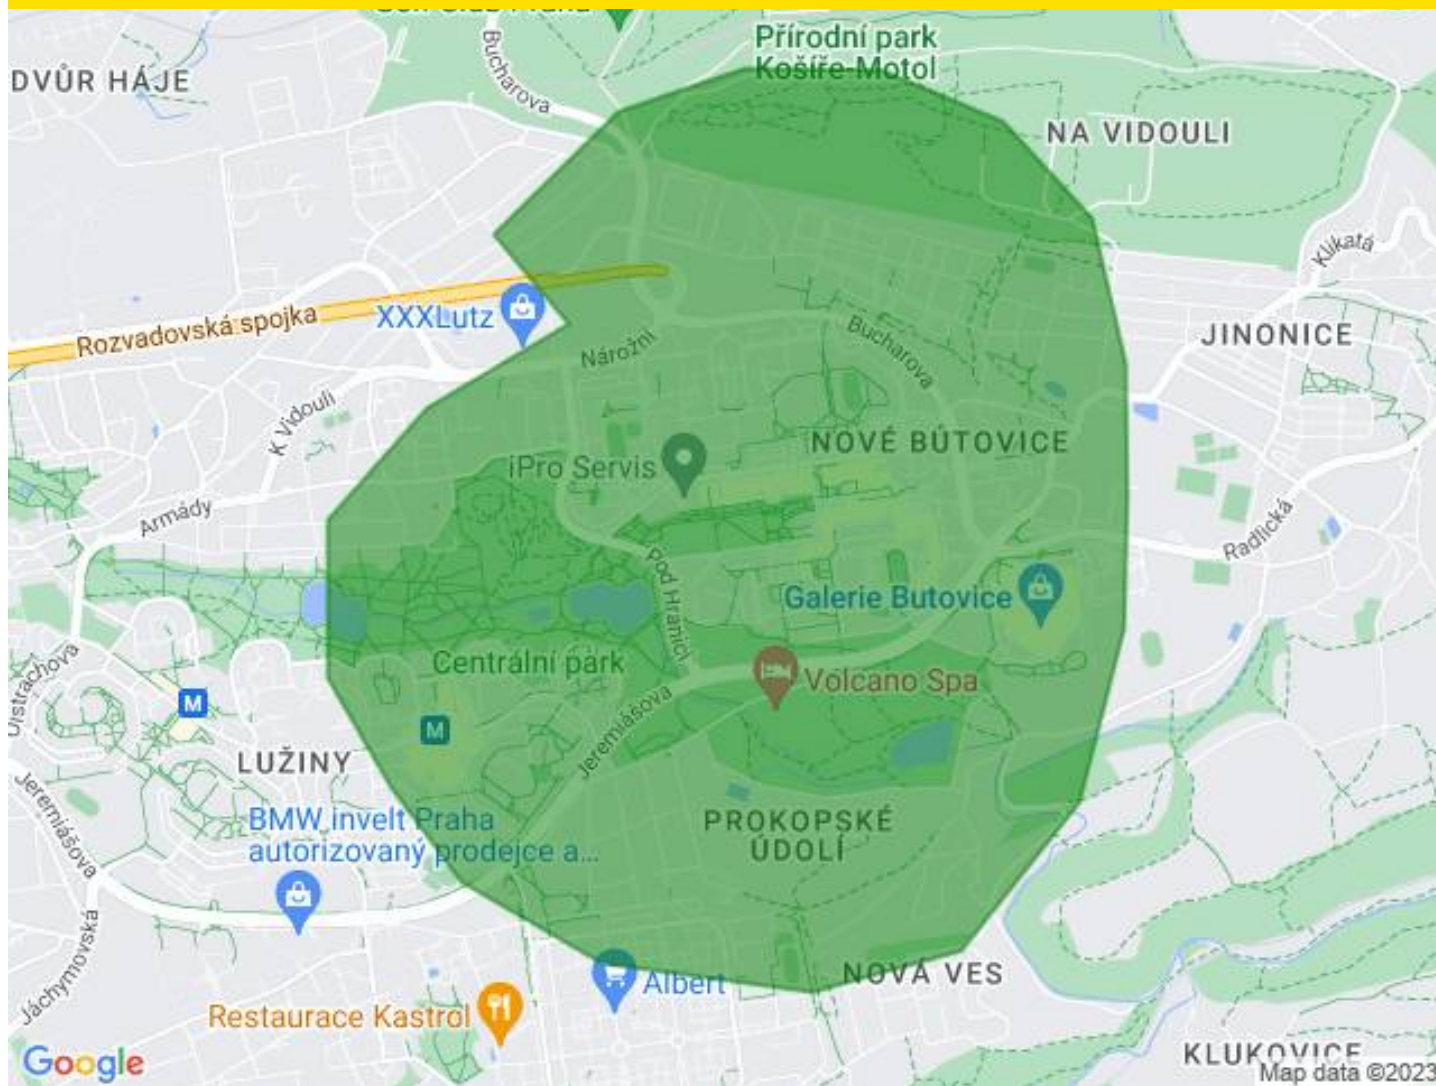 Přírodní park
Košíře-Motol
Bucharova
DVŮR HÁJE
NA VIDOULI
Klikatá
Rozvadovská spojka
XXXLutz
JINONICE
Nárožní
Bucharova
K Vidouli
NOVÉ BUTOVICE
iPro Servis
Armády
Radlická
Pod Hranicí
Galerie Butovice
Centrální park
Volcano Spa
M
M
Jeremiášova
LUŽINY
Jeremiášova
BMW invelt Praha
autorizovaný prodejce a...
PROKOPSKÉ
ÚDOLÍ
Jáchymovská
Albert
NOVÁ VES
Restaurace Kastrol
Google
KLUKOVICE
Map data ©2023